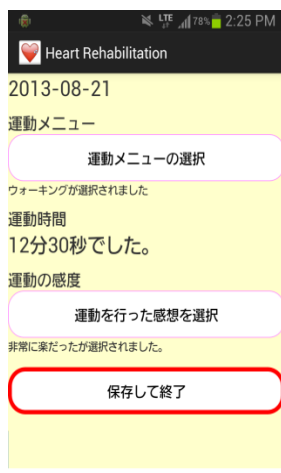 LTE 78% 2:25 PM
Heart Rehabilitation
2013-08-21
運動メニュー
運動メニューの選択
ウォーキングが選択されました
運動時間
12分30秒でした。
運動の感度
運動を行った感想を選択
非常に楽だったが選択されました。
保存して終了